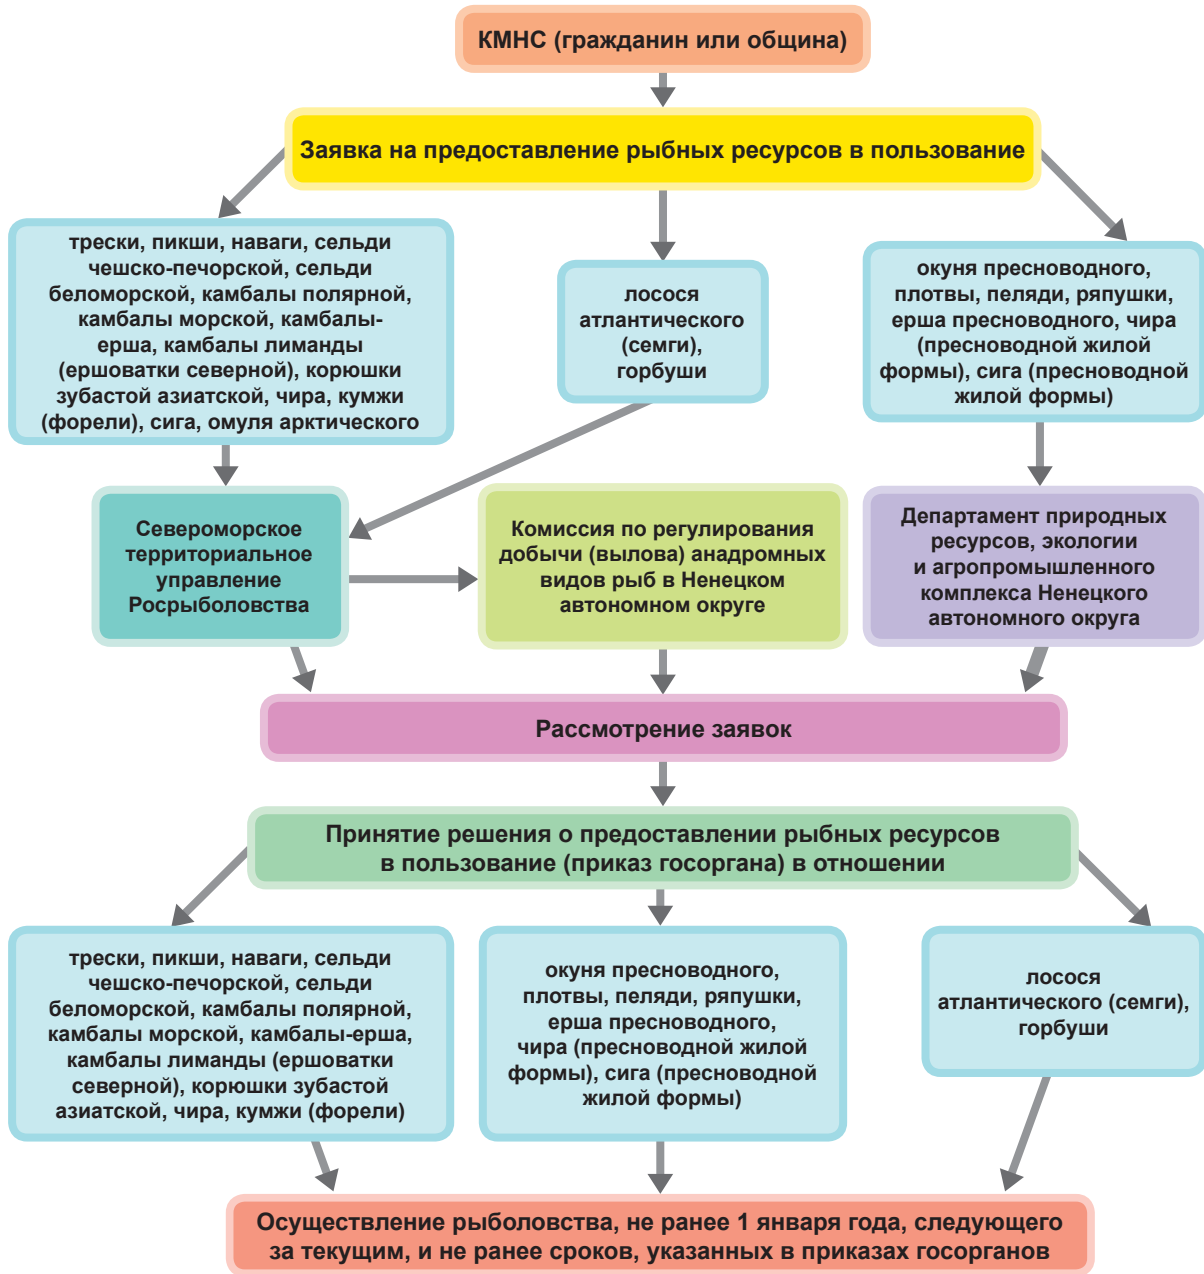 КМНС (гражданин или община)
Заявка на предоставление рыбных ресурсов в пользование
трески, пикши, наваги, сельди
чешско-печорской, сельди
беломорской, камбалы полярной,
камбалы морской, камбалы-
ерша, камбалы лиманды
(ершоватки северной), корюшки
зубастой азиатской, чира, кумжи
(форели), сига, омуля арктического
лосося
атлантического
(семги),
горбуши
окуня пресноводного,
плотвы, пеляди, ряпушки,
ерша пресноводного, чира
(пресноводной жилой
формы), сига (пресноводной
жилой формы)
Североморское
территориальное
управление
Росрыболовства
Комиссия по регулирования
добычи (вылова) анадромных
видов рыб в Ненецком
автономном округе
Департамент природных
ресурсов, экологии
и агропромышленного
комплекса Ненецкого
автономного округа
Рассмотрение заявок
Принятие решения о предоставлении рыбных ресурсов
в пользование (приказ госоргана) в отношении
трески, пикши, наваги, сельди
чешско-печорской, сельди
беломорской, камбалы полярной,
камбалы морской, камбалы-ерша,
камбалы лиманды (ершоватки
северной), корюшки зубастой
азиатской, чира, кумжи (форели)
окуня пресноводного,
плотвы, пеляди, ряпушки,
ерша пресноводного,
чира (пресноводной жилой
формы), сига (пресноводной
жилой формы)
лосося
атлантического (семги),
горбуши
Осуществление рыболовства, не ранее 1 января года, следующего
за текущим, и не ранее сроков, указанных в приказах госорганов